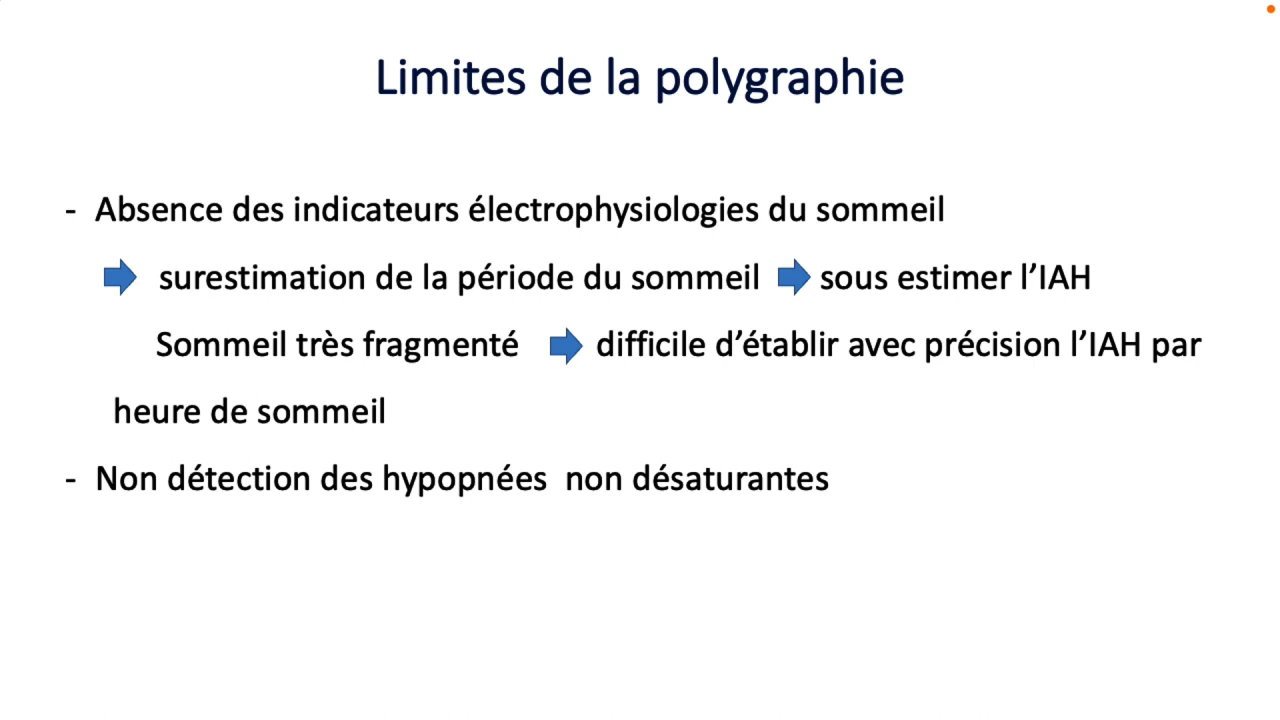 Limites de la polygraphie
- Absence des indicateurs électrophysiologies du sommeil
surestimation de la période du sommeil sous estimer l’IAH
Sommeil très fragmenté difficile d’établir avec précision l’IAH par
heure de sommeil
- Non détection des hypopnées non désaturantes